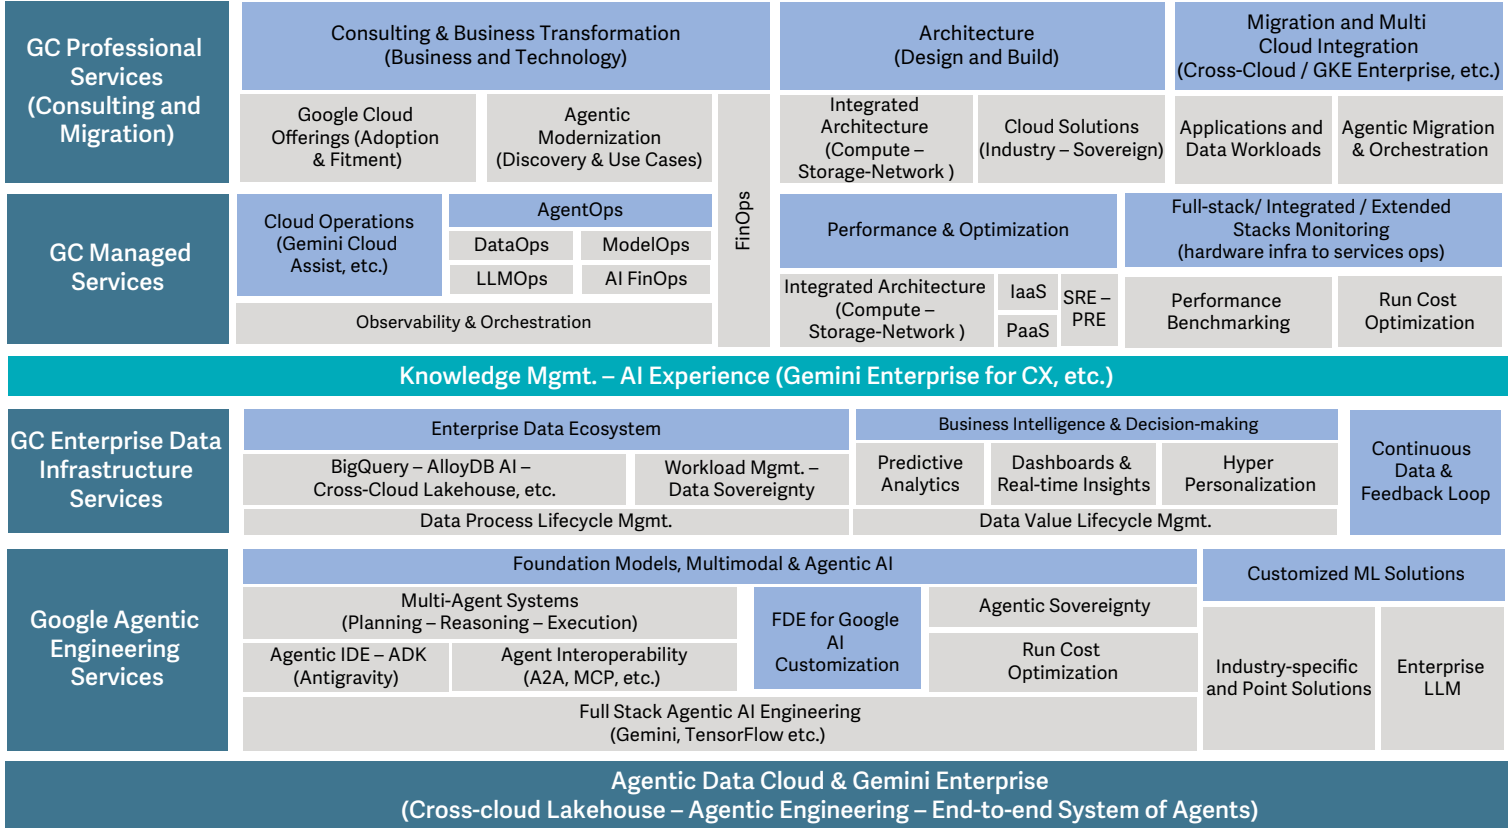 GC Professional
Services
(Consulting and
Migration)
Consulting & Business Transformation
(Business and Technology)
Architecture
(Design and Build)
Migration and Multi
Cloud Integration
(Cross-Cloud / GKE Enterprise, etc.)
Google Cloud
Offerings (Adoption
& Fitment)
Agentic
Modernization
(Discovery & Use Cases)
FinOps
Integrated
Architecture
(Compute –
Storage-Network )
Cloud Solutions
(Industry – Sovereign)
Applications and
Data Workloads
Agentic Migration
& Orchestration
GC Managed
Services
Cloud Operations
(Gemini Cloud
Assist, etc.)
AgentOps
DataOps
ModelOps
LLMOps
AI FinOps
Observability & Orchestration
Performance & Optimization
Integrated Architecture
(Compute –
Storage-Network )
IaaS
PaaS
SRE –
PRE
Full-stack/ Integrated / Extended
Stacks Monitoring
(hardware infra to services ops)
Performance
Benchmarking
Run Cost
Optimization
Knowledge Mgmt. – AI Experience (Gemini Enterprise for CX, etc.)
GC Enterprise Data
Infrastructure
Services
Enterprise Data Ecosystem
BigQuery – AlloyDB AI –
Cross-Cloud Lakehouse, etc.
Workload Mgmt. –
Data Sovereignty
Data Process Lifecycle Mgmt.
Business Intelligence & Decision-making
Predictive
Analytics
Dashboards &
Real-time Insights
Hyper
Personalization
Data Value Lifecycle Mgmt.
Continuous
Data &
Feedback Loop
Google Agentic
Engineering
Services
Foundation Models, Multimodal & Agentic AI
Multi-Agent Systems
(Planning – Reasoning – Execution)
Agentic IDE – ADK
(Antigravity)
Agent Interoperability
(A2A, MCP, etc.)
FDE for Google
AI
Customization
Agentic Sovereignty
Run Cost
Optimization
Full Stack Agentic AI Engineering
(Gemini, TensorFlow etc.)
Customized ML Solutions
Industry-specific
and Point Solutions
Enterprise
LLM
Agentic Data Cloud & Gemini Enterprise
(Cross-cloud Lakehouse – Agentic Engineering – End-to-end System of Agents)